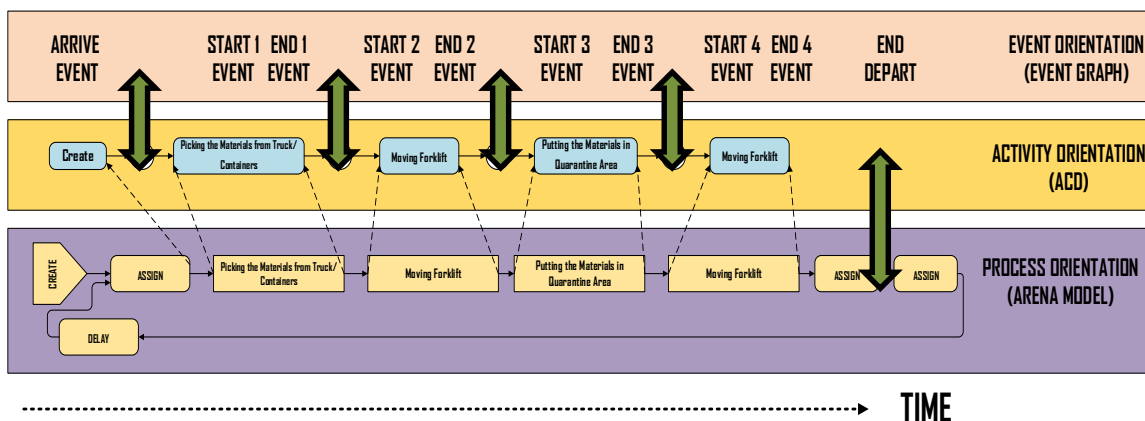 ARRIVE
EVENT
START 1
EVENT
END 1
EVENT
START 2
EVENT
END 2
EVENT
START 3
EVENT
END 3
EVENT
START 4
EVENT
END 4
EVENT
END
DEPART
EVENT ORIENTATION
(EVENT GRAPH)
Create
Picking the Materials from Truck/
Containers
Moving Forklift
Putting the Materials in
Quarantine Area
Moving Forklift
ACTIVITY ORIENTATION
(ACD)
CREATE
ASSIGN
Picking the Materials from Truck/
Containers
Moving Forklift
Putting the Materials in
Quarantine Area
Moving Forklift
ASSIGN
ASSIGN
DELAY
PROCESS ORIENTATION
(ARENA MODEL)
TIME